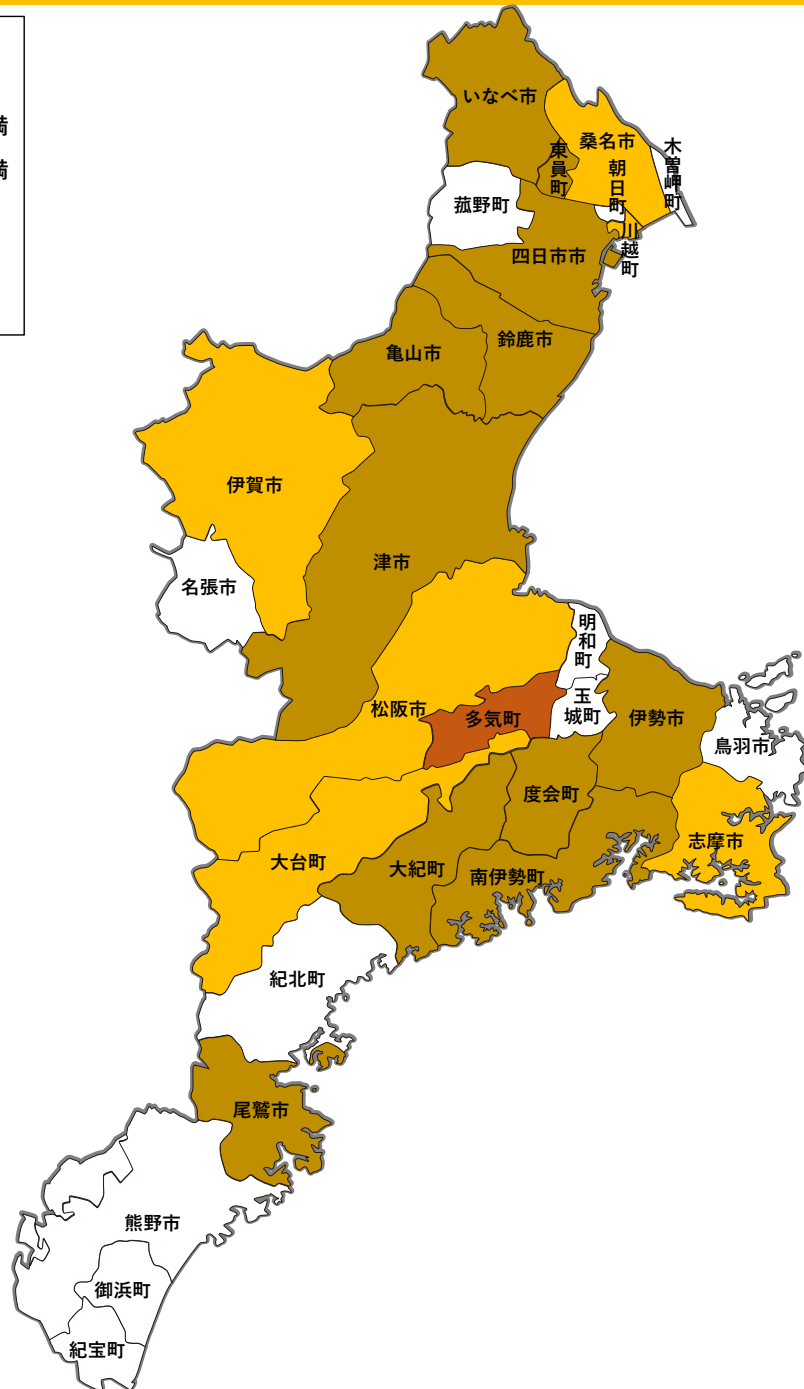 満
満
いなべ市
桑名市
東員町
朝日町
木曽岬町
菰野町
川越町
四日市市
鈴鹿市
亀山市
伊賀市
津市
名張市
明和町
玉城町
松阪市
多気町
伊勢市
鳥羽市
度会町
志摩市
大台町
大紀町
南伊勢町
紀北町
尾鷲市
熊野市
御浜町
紀宝町